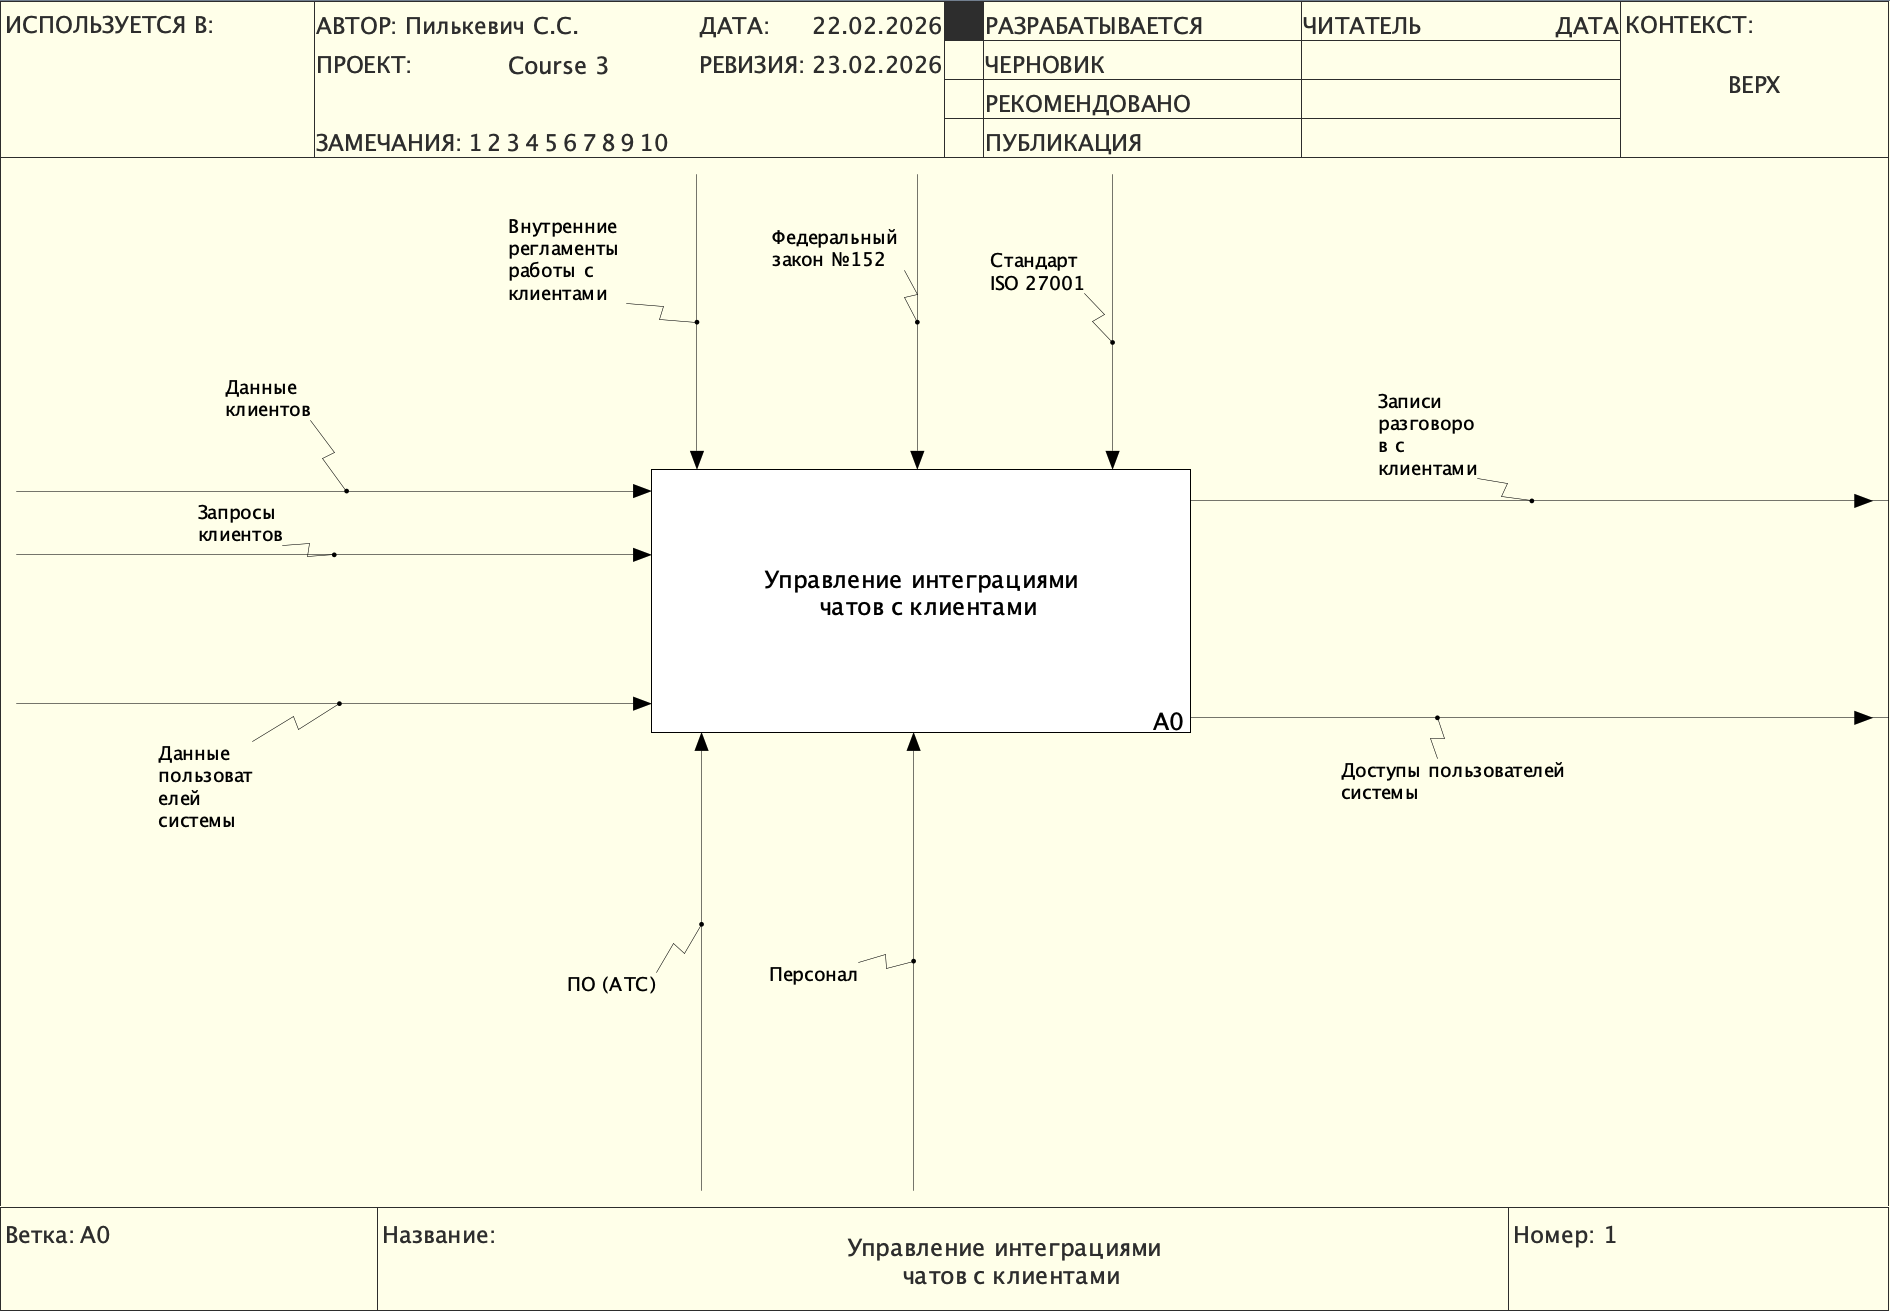 ИСПОЛЬЗУЕТСЯ В:
АВТОР: Пилькевич С.С.
ДАТА: 22.02.2026
ПРОЕКТ: Course 3
РЕВИЗИЯ: 23.02.2026
ЗАМЕЧАНИЯ: 1 2 3 4 5 6 7 8 9 10
РАЗРАБАТЫВАЕТСЯ
ЧЕРНОВИК
РЕКОМЕНДОВАНО
ПУБЛИКАЦИЯ
ЧИТАТЕЛЬ ДАТА
КОНТЕКСТ:
ВЕРХ
Внутренние
регламенты
работы с
клиентами
Федеральный
закон №152
Стандарт
ISO 27001
Данные
клиентов
Запросы
клиентов
Данные
пользоват
елей
системы
Управление интеграциями
чатов с клиентами
A0
Записи
разговоро
в с
клиентами
Доступы пользователей
системы
ПО (АТС)
Персонал
Ветка: A0
Название:
Управление интеграциями
чатов с клиентами
Номер: 1